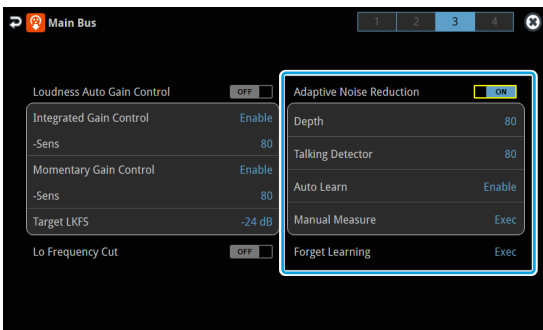 Main Bus
1 2 3 4
Loudness Auto Gain Control OFF
Integrated Gain Control Enable
-Sens 80
Momentary Gain Control Enable
-Sens 80
Target LKFS -24 dB
Lo Frequency Cut OFF
Adaptive Noise Reduction ON
Depth 80
Talking Detector 80
Auto Learn Enable
Manual Measure Exec
Forget Learning Exec